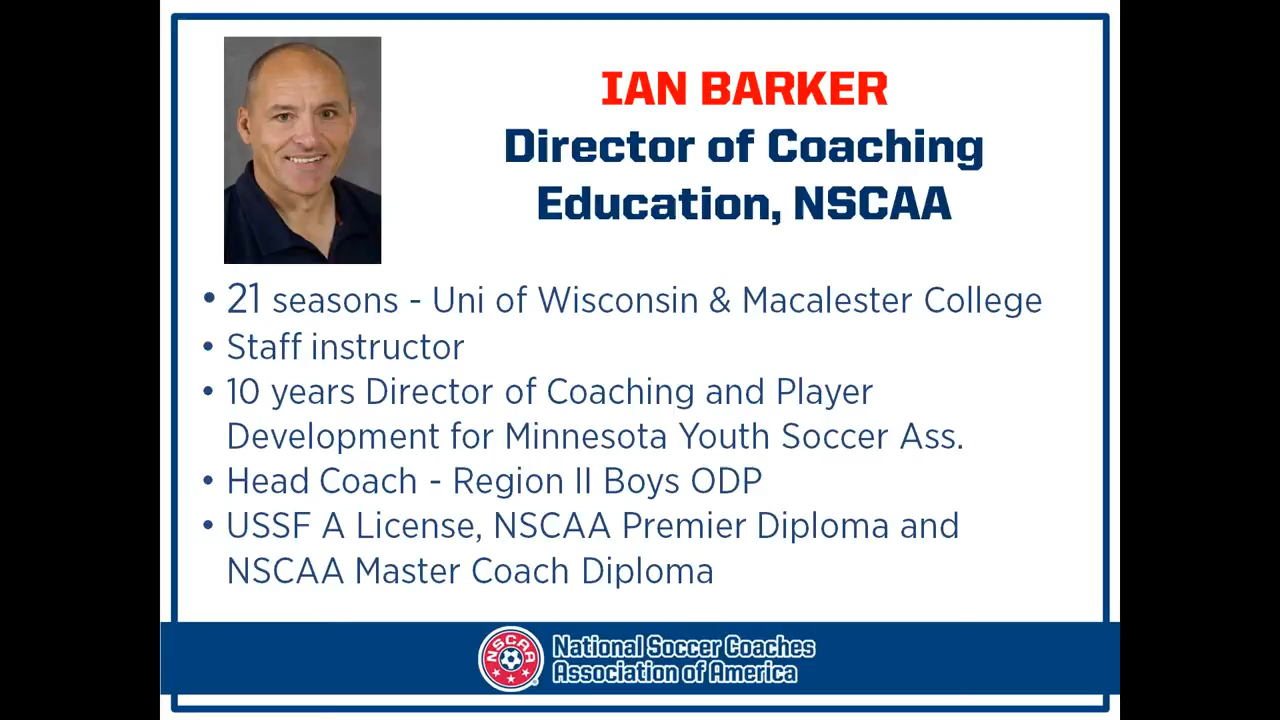 IAN BARKER
Director of Coaching
Education, NSCAA
• 21 seasons - Uni of Wisconsin & Macalester College
• Staff instructor
• 10 years Director of Coaching and Player
Development for Minnesota Youth Soccer Ass.
• Head Coach - Region II Boys ODP
• USSF A License, NSCAA Premier Diploma and
NSCAA Master Coach Diploma
NSCAA
National Soccer Coaches
Association of America